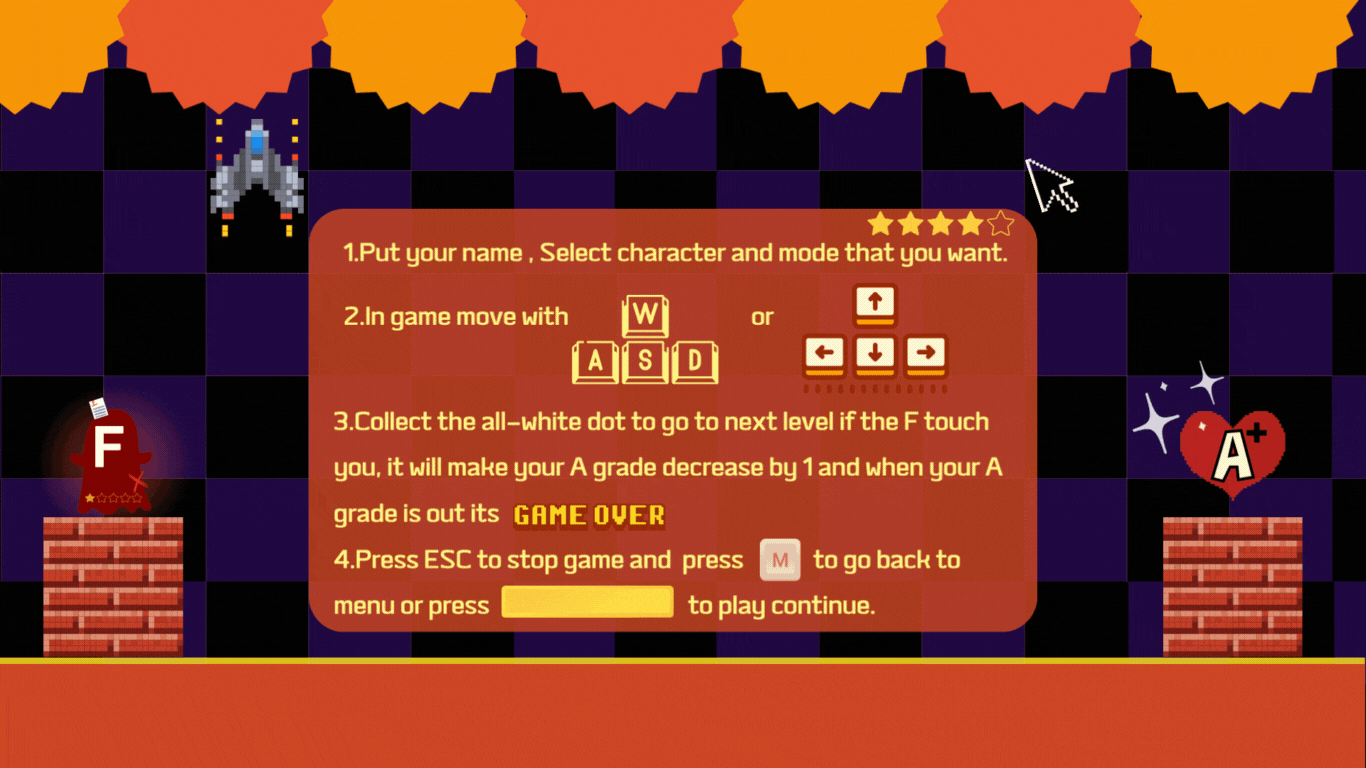 1.Put your name , Select character and mode that you want.
2.In game move with W or
A S D
3.Collect the all-white dot to go to next level if the F touch
you, it will make your A grade decrease by 1 and when your A
grade is out its GAME OVER
4.Press ESC to stop game and press M to go back to
menu or press to play continue.
F
A+